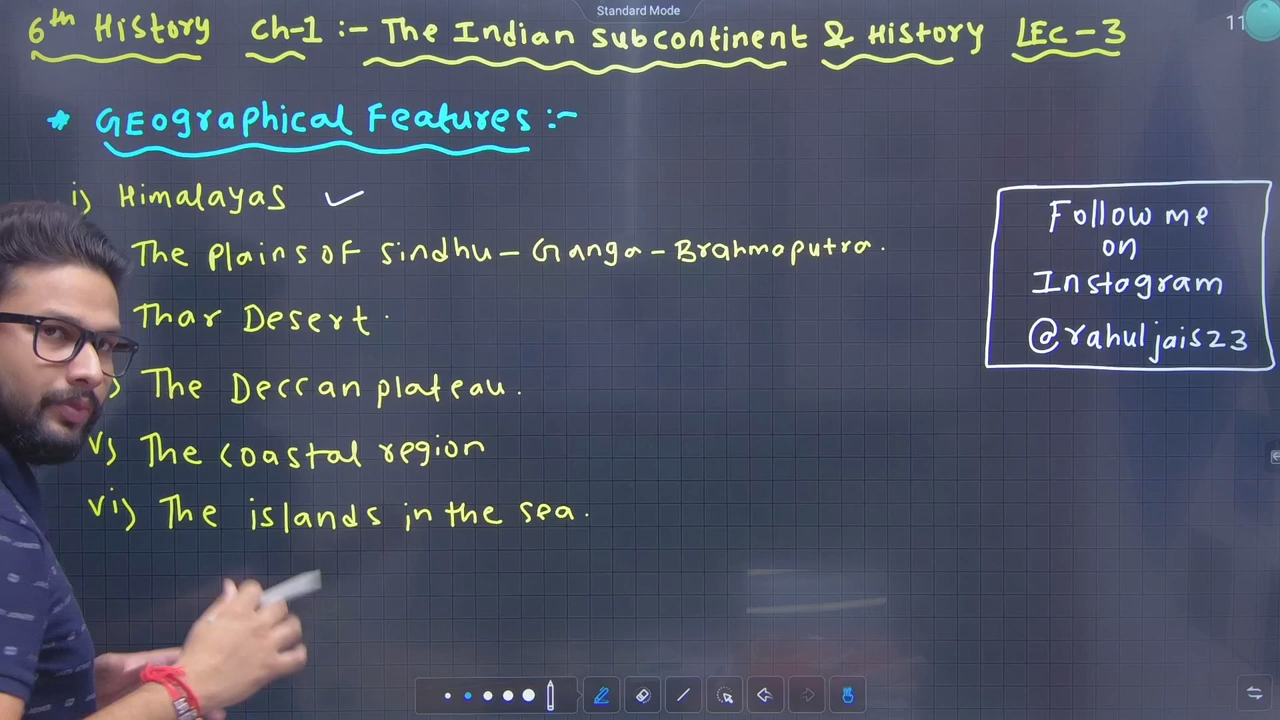 Standard Mode
11
6th History Ch-1 :- The Indian subcontinent & History LEc-3
* GEographical Features :-
i) Himalayas ✓
The plains of Sindhu - Ganga - Brahmaputra.
Thar Desert.
) The Deccan plateau.
v) The coastal region
vi) The islands in the sea.
Follow me
on
Instagram
@rahuljais23